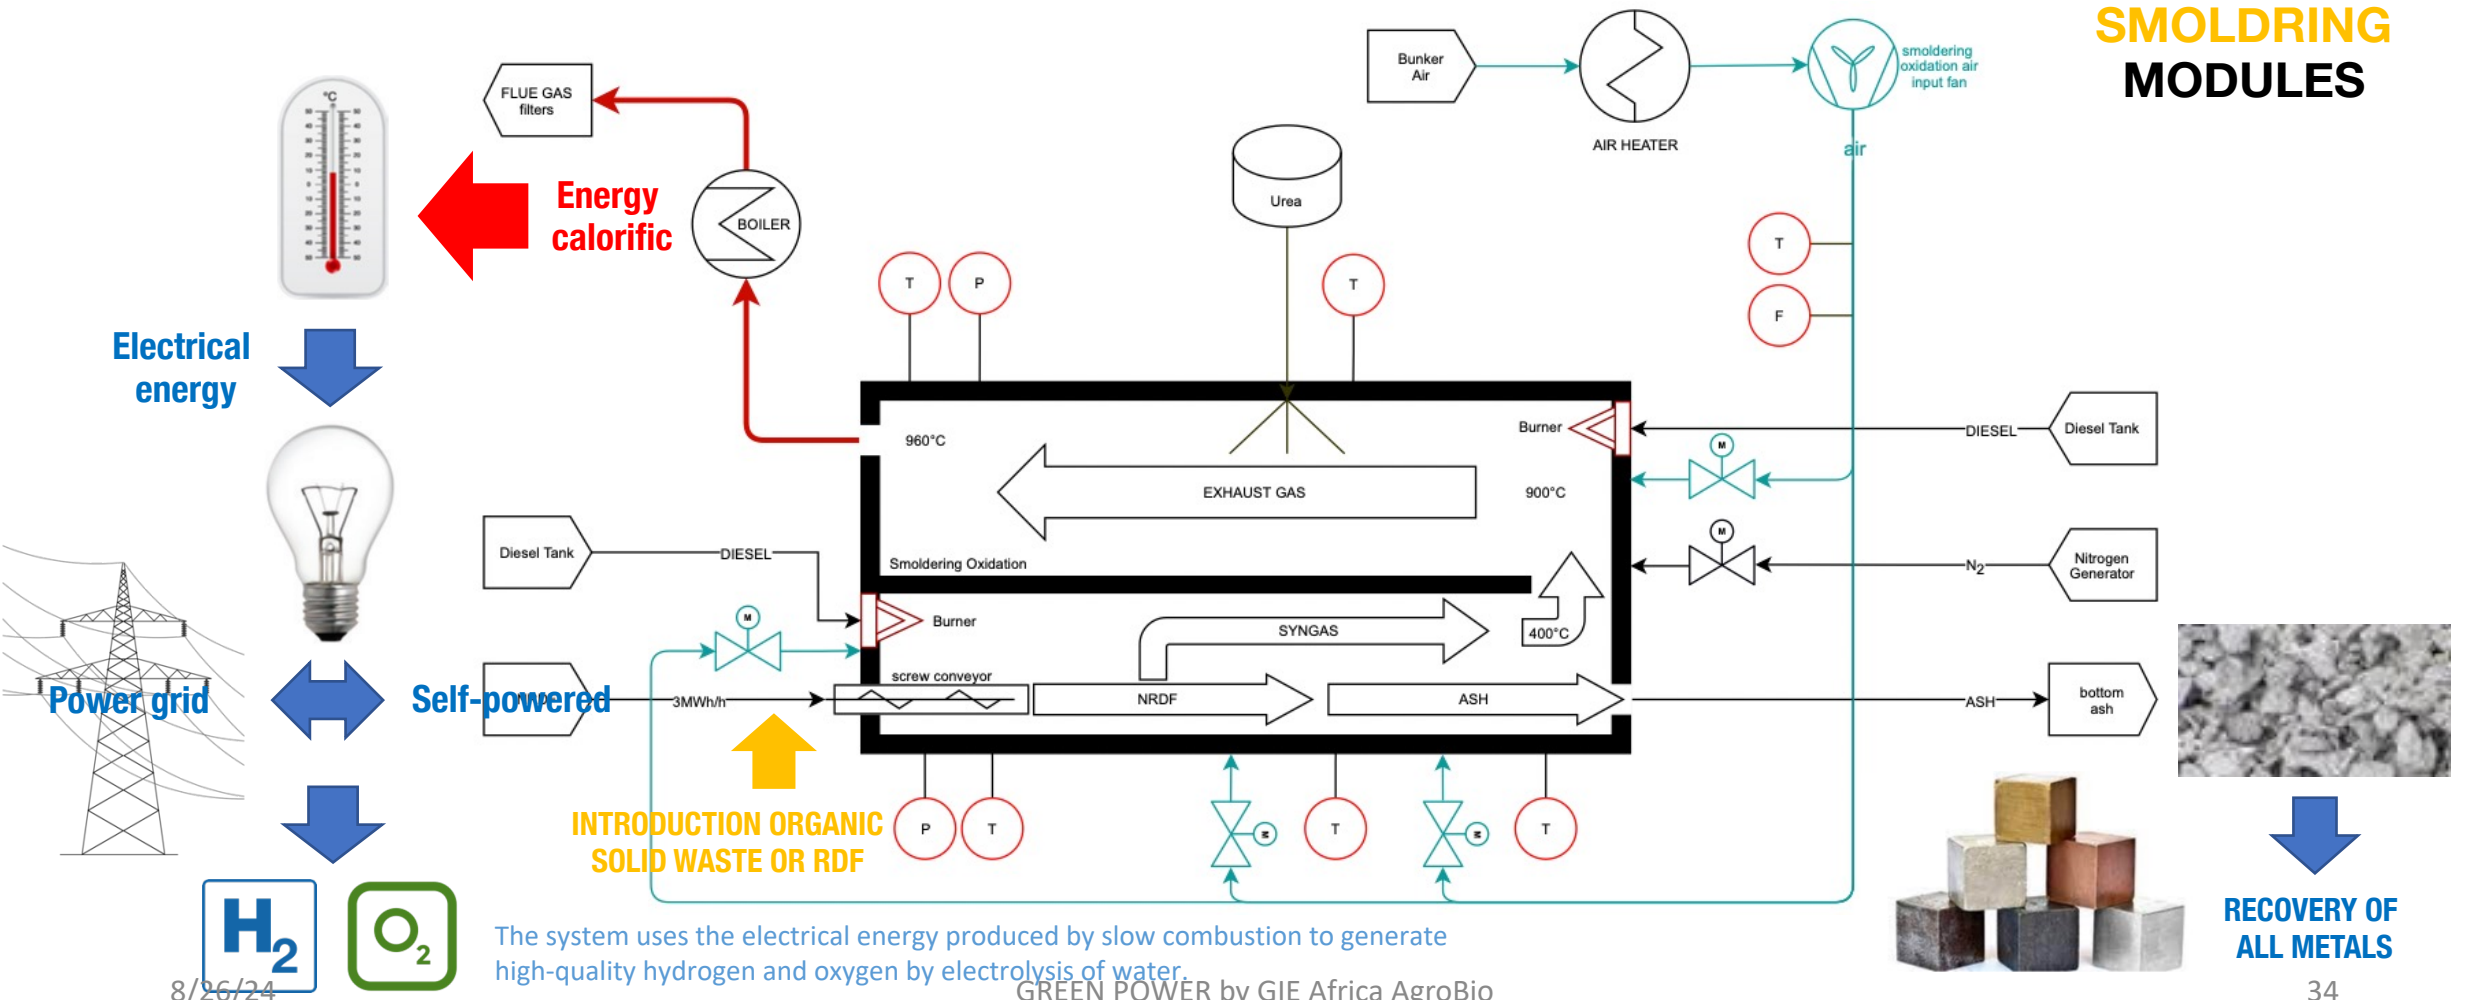 SMOLDRING
MODULES
Bunker
Air
AIR HEATER
smoldering
oxidation air
input fan
air
FLUE GAS
filters
°C
Energy
calorific
BOILER
Urea
T
P
T
T
F
Electrical
energy
960°C
Burner
DIESEL
Diesel Tank
M
EXHAUST GAS
900°C
Smoldering Oxidation
M
N2
Nitrogen
Generator
Diesel Tank
DIESEL
Burner
M
SYNGAS
400°C
screw conveyor
Power grid
Self-powered
3MWh/h
NRDF
ASH
ASH
bottom
ash
INTRODUCTION ORGANIC
SOLID WASTE OR RDF
P
T
M
T
M
T
RECOVERY OF
ALL METALS
H2
O2
The system uses the electrical energy produced by slow combustion to generate
high-quality hydrogen and oxygen by electrolysis of water.
8/26/24
GREEN POWER by GIE Africa AgroBio
34